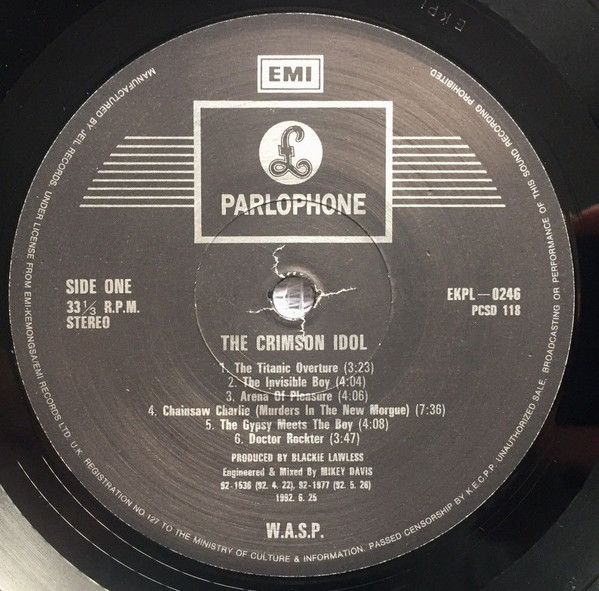 EKPL
EMI
£
PARLOPHONE
SIDE ONE
33 1/3 R.P.M.
STEREO
EKPL—0246
PCSD 118
THE CRIMSON IDOL
1. The Titanic Overture (3:23)
2. The Invisible Boy (4:04)
3. Arena Of Pleasure (4:06)
4. Chainsaw Charlie (Murders In The New Morgue) (7:36)
5. The Gypsy Meets The Boy (4:08)
6. Doctor Rockter (3:47)
PRODUCED BY BLACKIE LAWLESS
Engineered & Mixed By MIKEY DAVIS
92-1536 (92. 4. 22), 92-1977 (92. 5. 26)
1992. 6. 25
W.A.S.P.
MANUFACTURED BY JEIL RECORDS, UNDER LICENSE FROM EMI-KEMONGSA/EMI RECORDS LTD. U.K. REGISTRATION NO. 127 TO THE MINISTRY OF CULTURE & INFORMATION. PASSED CENSORSHIP BY K.E.C.P.P. UNAUTHORIZED SALE, BROADCASTING OR PERFORMANCE OF THIS SOUND RECORDING PROHIBITED